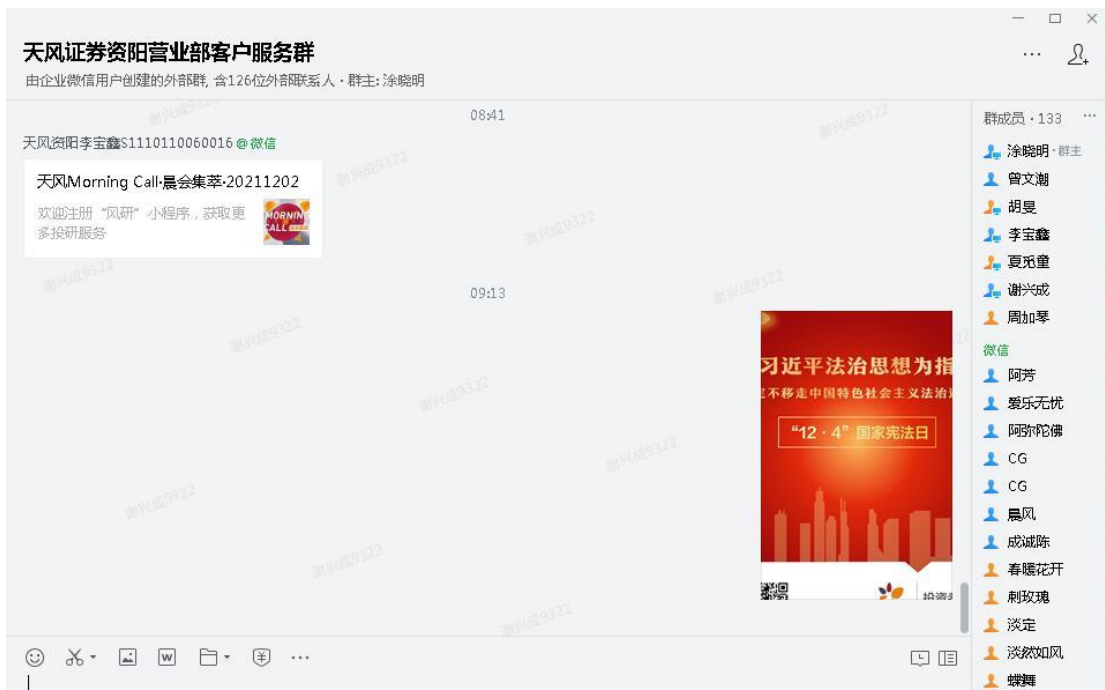 天风证券资阳营业部客户服务群
由企业微信用户创建的外部群, 含126位外部联系人 · 群主: 涂晓明
08:41
天风资阳李宝鑫S1110110060016 @微信
天风Morning Call·晨会集萃·20211202
欢迎注册“风研”小程序，获取更
多投研服务
MORNING
CALL
09:13
习近平法治思想为指
不移走中国特色社会主义法治
“12·4”国家宪法日
投资
谢兴成9322
群成员 · 133
涂晓明 · 群主
曾文潮
胡旻
李宝鑫
夏觅童
谢兴成
周加琴
微信
阿芳
爱乐无忧
阿弥陀佛
CG
CG
晨风
成诚陈
春暖花开
刺玫瑰
淡定
淡然如风
蝶舞